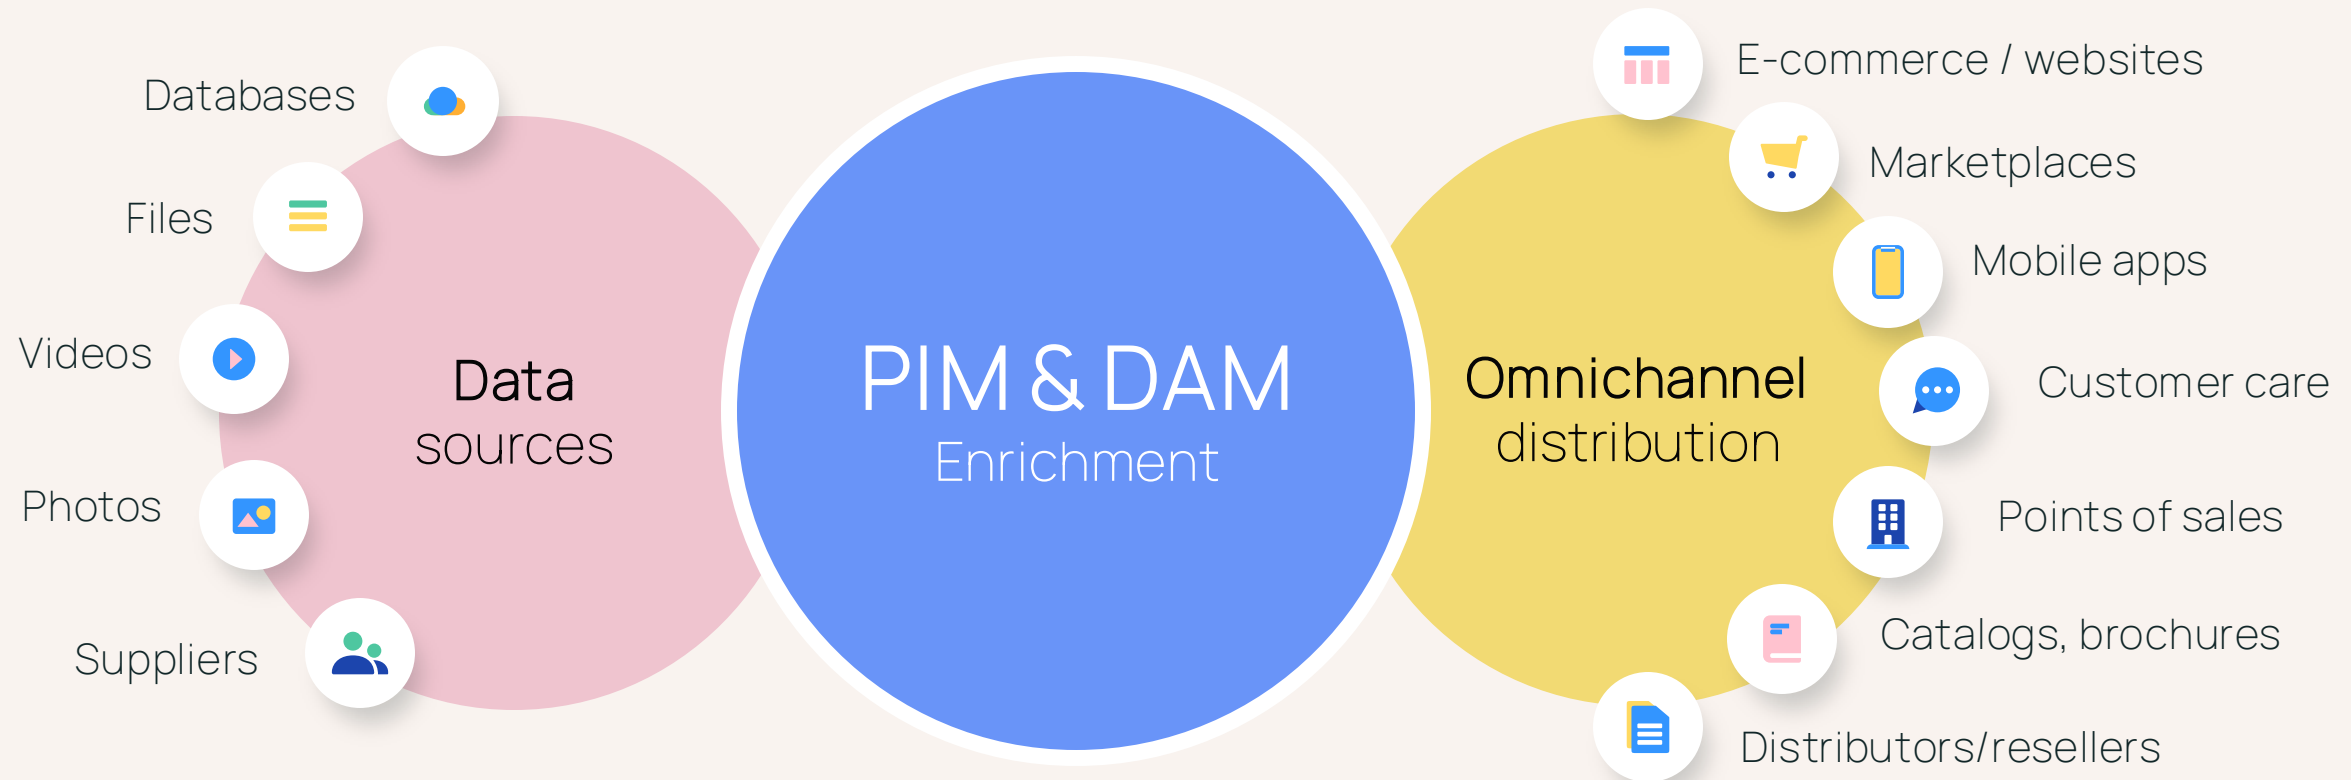 Databases
Files
Videos
Photos
Suppliers
Data
sources
PIM & DAM
Enrichment
Omnichannel
distribution
E-commerce / websites
Marketplaces
Mobile apps
Customer care
Points of sales
Catalogs, brochures
Distributors/resellers